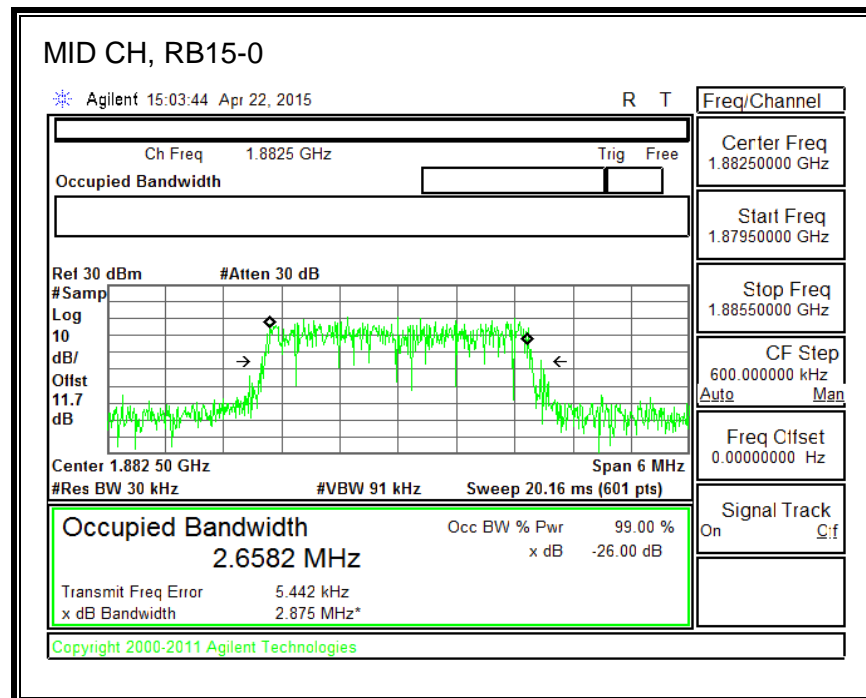 MID CH, RB15-0
Agilent 15:03:44 Apr 22, 2015 R T
Freq/Channel
Ch Freq 1.8825 GHz Trig Free
Occupied Bandwidth
Center Freq
1.88250000 GHz
Start Freq
1.87950000 GHz
Stop Freq
1.88550000 GHz
CF Step
600.000000 kHz
Auto Man
Freq Offset
0.00000000 Hz
Signal Track
On Off
Ref 30 dBm #Atten 30 dB
#Samp
Log
10
dB/
Offst
11.7
dB
Center 1.882 50 GHz Span 6 MHz
#Res BW 30 kHz #VBW 91 kHz Sweep 20.16 ms (601 pts)
Occupied Bandwidth Occ BW % Pwr 99.00 %
2.6582 MHz x dB -26.00 dB
Transmit Freq Error 5.442 kHz
x dB Bandwidth 2.875 MHz*
Copyright 2000-2011 Agilent Technologies